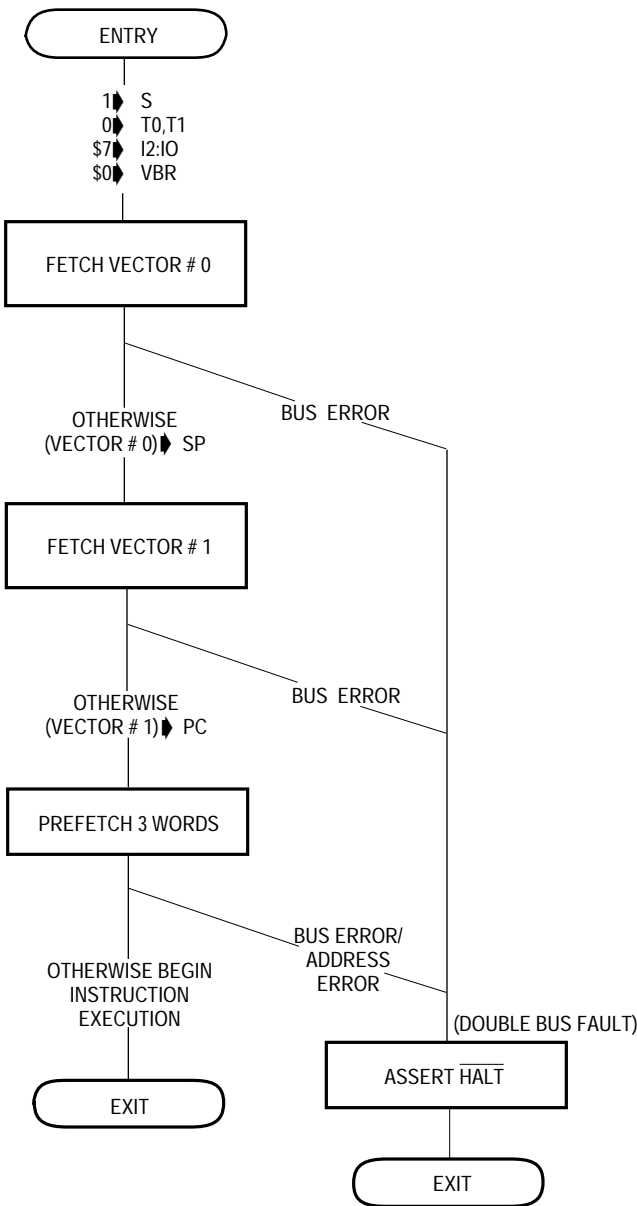 ENTRY
1 S
0 T0,T1
$7 I2:IO
$0 VBR
FETCH VECTOR # 0
BUS ERROR
OTHERWISE
(VECTOR # 0) SP
FETCH VECTOR # 1
BUS ERROR
OTHERWISE
(VECTOR # 1) PC
PREFETCH 3 WORDS
BUS ERROR/
ADDRESS
ERROR
OTHERWISE BEGIN
INSTRUCTION
EXECUTION
(DOUBLE BUS FAULT)
ASSERT HALT
EXIT
EXIT